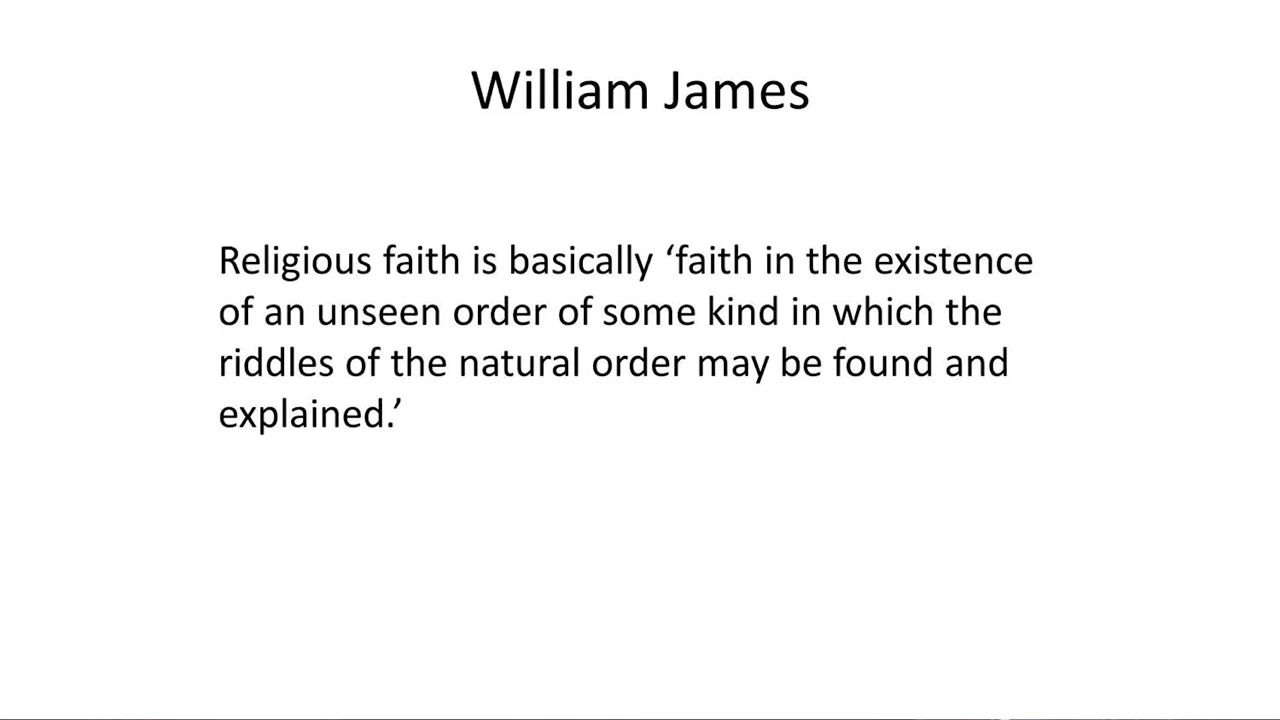 William James
Religious faith is basically ‘faith in the existence
of an unseen order of some kind in which the
riddles of the natural order may be found and
explained.’